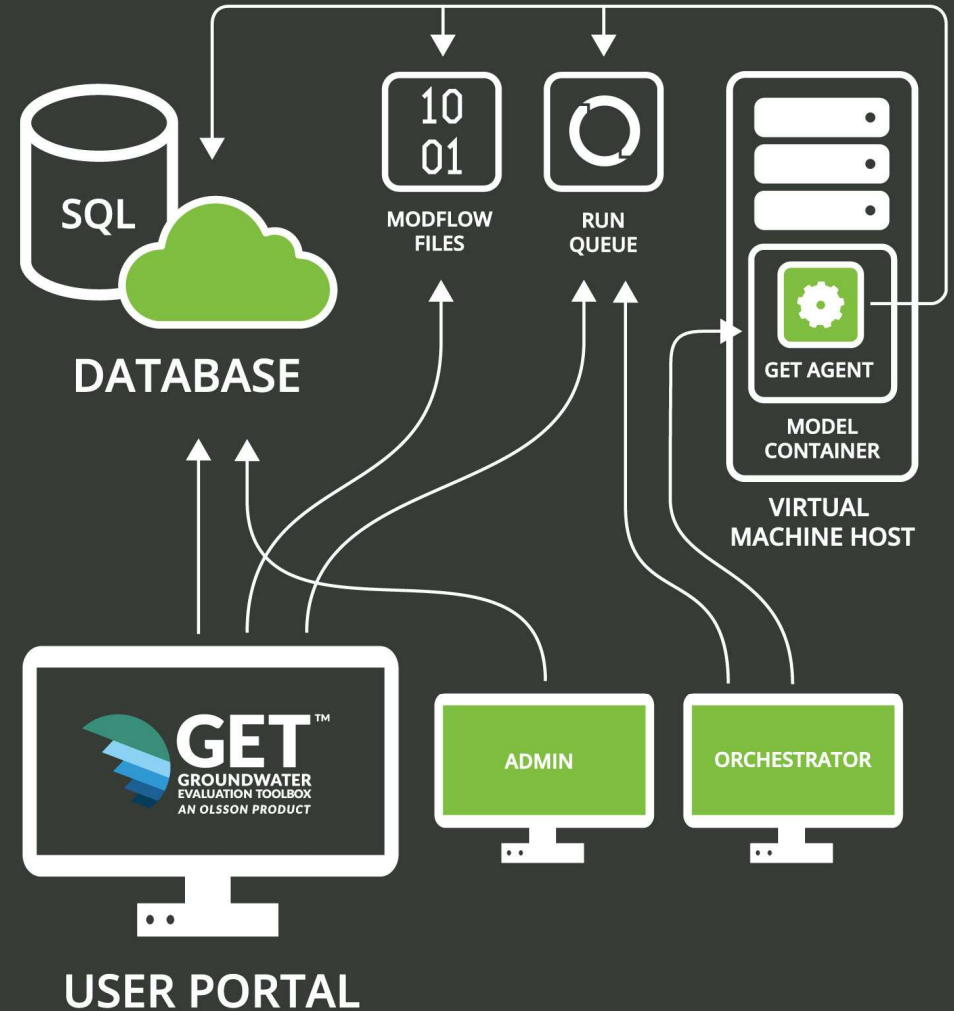 SQL
DATABASE
10
01
MODFLOW
FILES
RUN
QUEUE
GET AGENT
MODEL
CONTAINER
VIRTUAL
MACHINE HOST
GET™
GROUNDWATER
EVALUATION TOOLBOX
AN OLSSON PRODUCT
USER PORTAL
ADMIN
ORCHESTRATOR